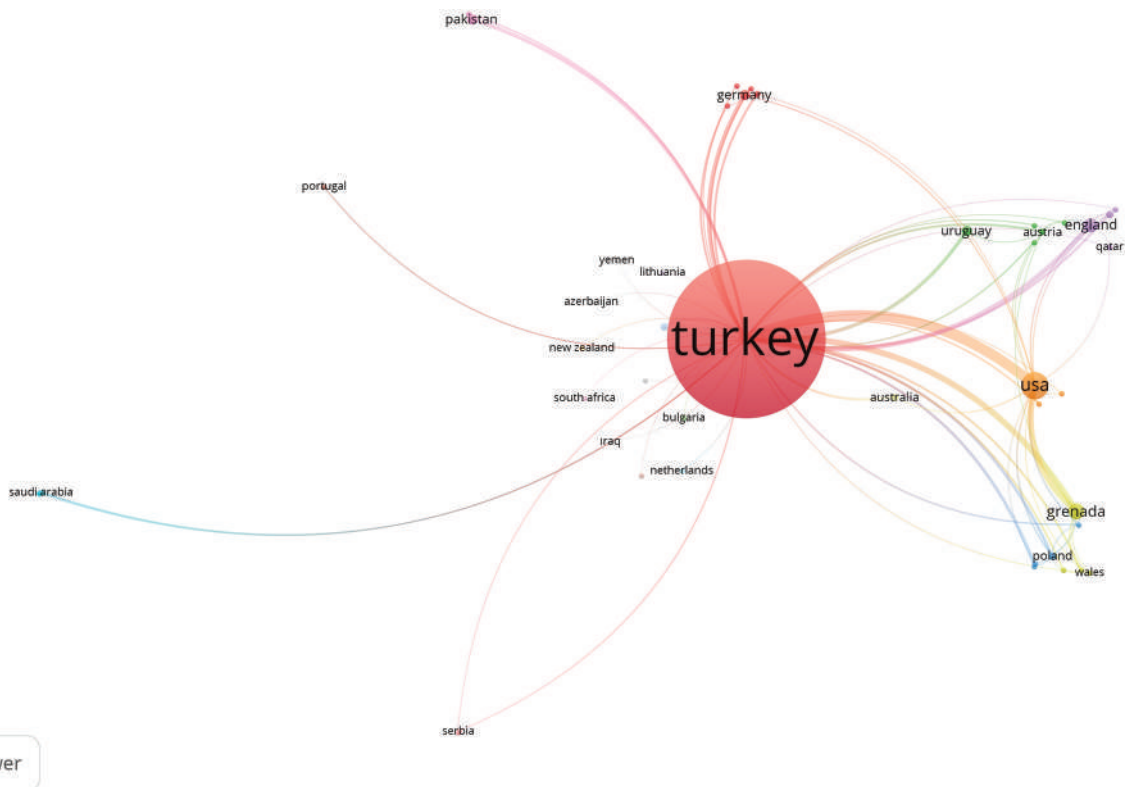 pakistan
germany
portugal
england
uruguay
austria
qatar
yemen
lithuania
azerbaijan
turkey
new zealand
usa
south africa
australia
bulgaria
iraq
netherlands
saudi arabia
grenada
poland
wales
serbia
ver